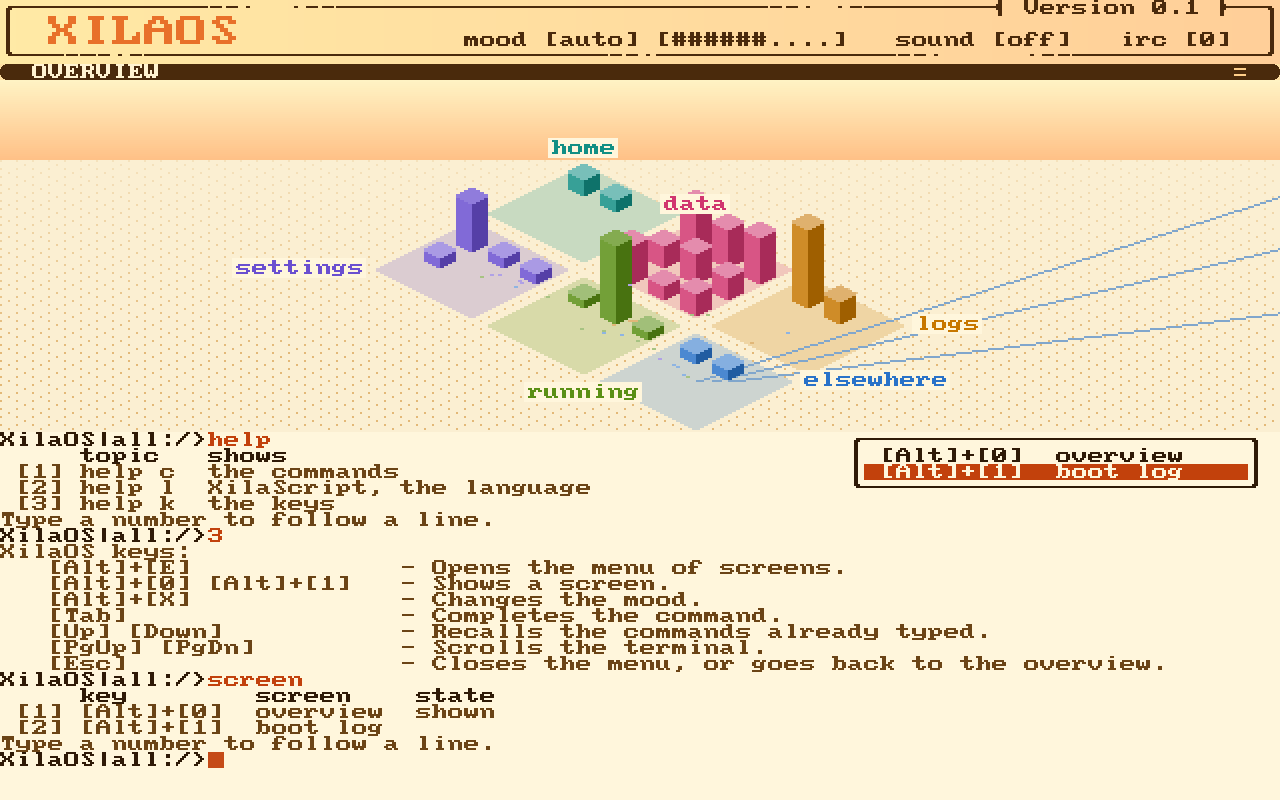 XILAOS
Version 0.1
mood [auto] [######....] sound [off] irc [0]
OVERVIEW =
home
data
settings
logs
elsewhere
running
XilaOS|all:/>help
topic shows
[1] help c the commands
[2] help l XilaScript, the language
[3] help k the keys
Type a number to follow a line.
XilaOS|all:/>3
XilaOS keys:
[Alt]+[E] - Opens the menu of screens.
[Alt]+[0] [Alt]+[1] - Shows a screen.
[Alt]+[X] - Changes the mood.
[Tab] - Completes the command.
[Up] [Down] - Recalls the commands already typed.
[PgUp] [PgDn] - Scrolls the terminal.
[Esc] - Closes the menu, or goes back to the overview.
XilaOS|all:/>screen
key screen state
[1] [Alt]+[0] overview shown
[2] [Alt]+[1] boot log
Type a number to follow a line.
XilaOS|all:/>
[Alt]+[0] overview
[Alt]+[1] boot log